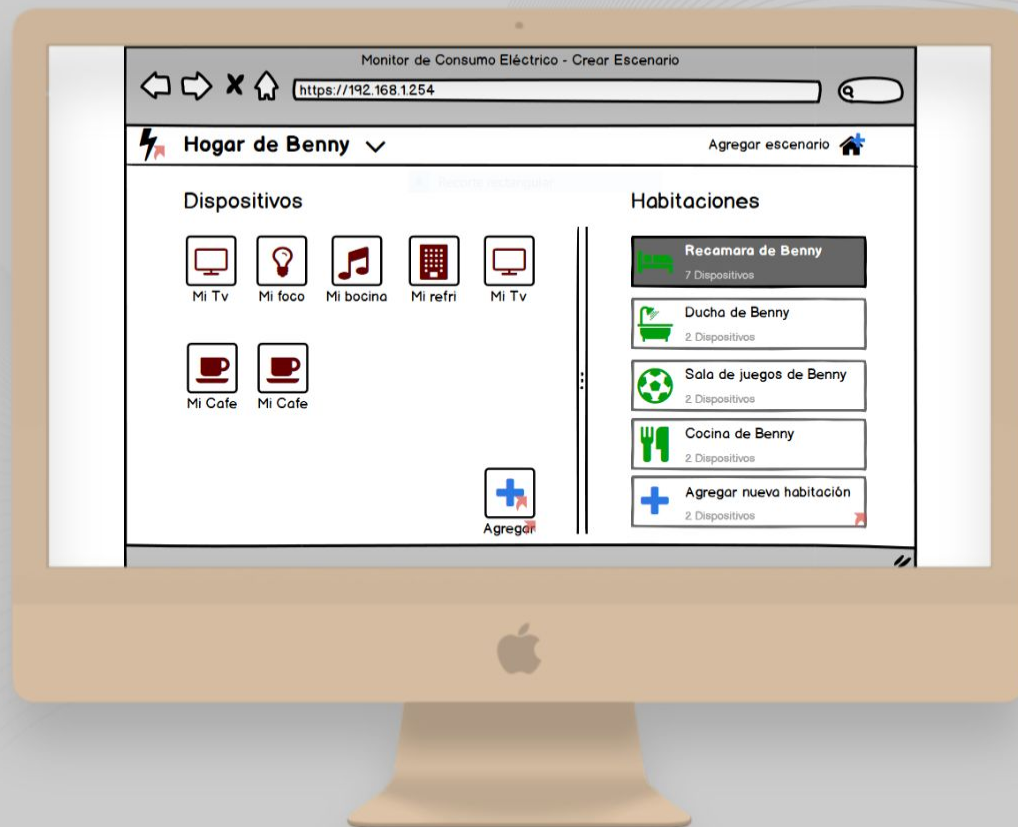 Monitor de Consumo Eléctrico - Crear Escenario
https://192.168.1.254
Hogar de Benny
Agregar escenario
Dispositivos
Habitaciones
Mi Tv
Mi foco
Mi bocina
Mi refri
Mi Tv
Mi Cafe
Mi Cafe
Agregar
Recamara de Benny
7 Dispositivos
Ducha de Benny
2 Dispositivos
Sala de juegos de Benny
2 Dispositivos
Cocina de Benny
2 Dispositivos
Agregar nueva habitación
2 Dispositivos